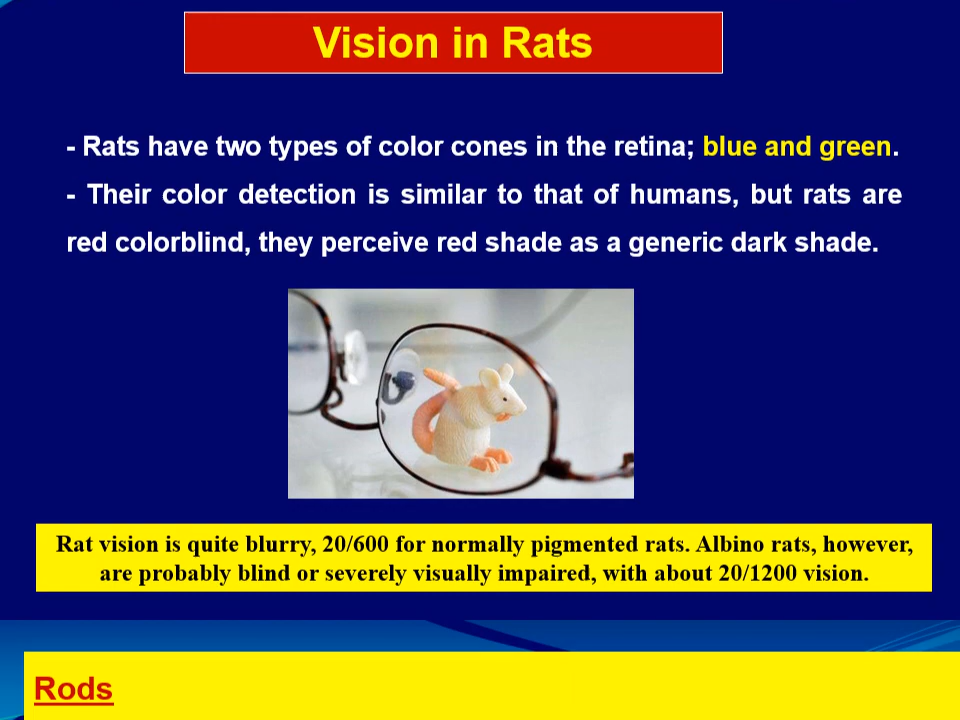 Vision in Rats
- Rats have two types of color cones in the retina; blue and green.
- Their color detection is similar to that of humans, but rats are
red colorblind, they perceive red shade as a generic dark shade.
Rat vision is quite blurry, 20/600 for normally pigmented rats. Albino rats, however,
are probably blind or severely visually impaired, with about 20/1200 vision.
Rods